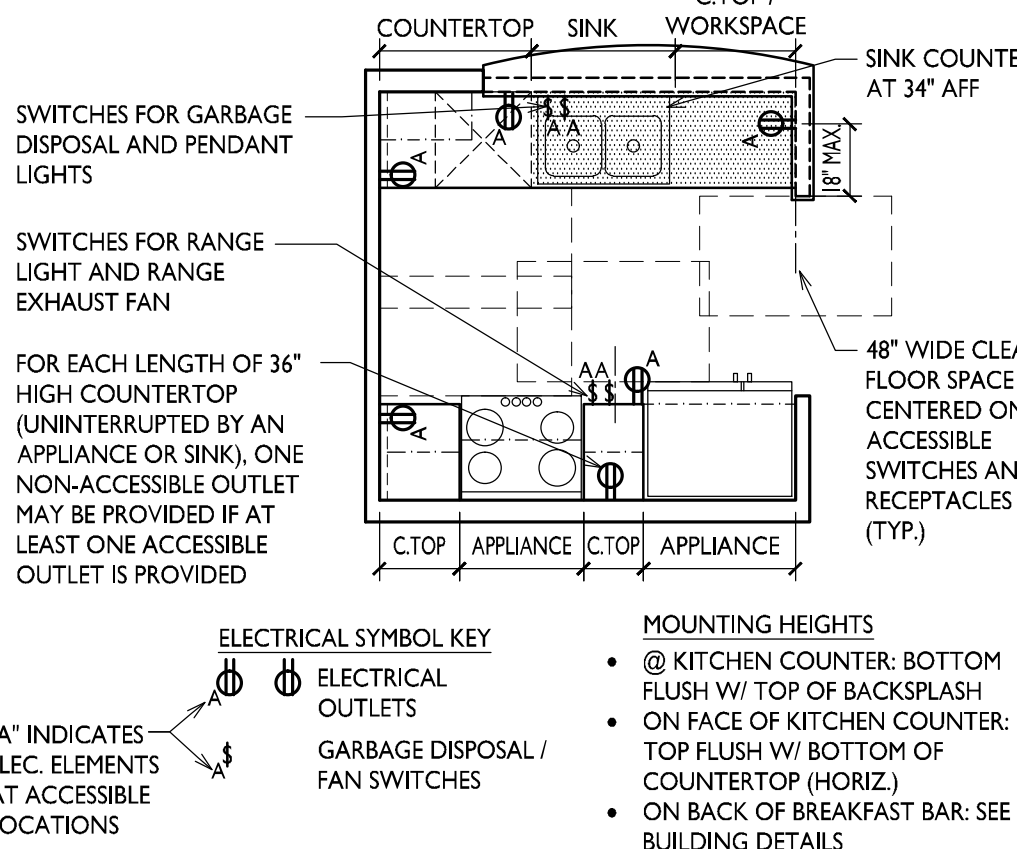 C.TOP /
COUNTERTOP
SINK
WORKSPACE
SINK COUNTE
AT 34" AFF
SWITCHES FOR GARBAGE
DISPOSAL AND PENDANT
LIGHTS
$ $
A A
A
A
A
18" MAX.
SWITCHES FOR RANGE
LIGHT AND RANGE
EXHAUST FAN
FOR EACH LENGTH OF 36"
HIGH COUNTERTOP
(UNINTERRUPTED BY AN
APPLIANCE OR SINK), ONE
NON-ACCESSIBLE OUTLET
MAY BE PROVIDED IF AT
LEAST ONE ACCESSIBLE
OUTLET IS PROVIDED
48" WIDE CLEA
FLOOR SPACE
CENTERED ON
ACCESSIBLE
SWITCHES AN
RECEPTACLES
(TYP.)
A A
$ $
A
A
C.TOP
APPLIANCE
C.TOP
APPLIANCE
ELECTRICAL SYMBOL KEY
A
ELECTRICAL
OUTLETS
A$
GARBAGE DISPOSAL /
FAN SWITCHES
A" INDICATES
LEC. ELEMENTS
AT ACCESSIBLE
OCATIONS
MOUNTING HEIGHTS
• @ KITCHEN COUNTER: BOTTOM
FLUSH W/ TOP OF BACKSPLASH
• ON FACE OF KITCHEN COUNTER:
TOP FLUSH W/ BOTTOM OF
COUNTERTOP (HORIZ.)
• ON BACK OF BREAKFAST BAR: SEE
BUILDING DETAILS